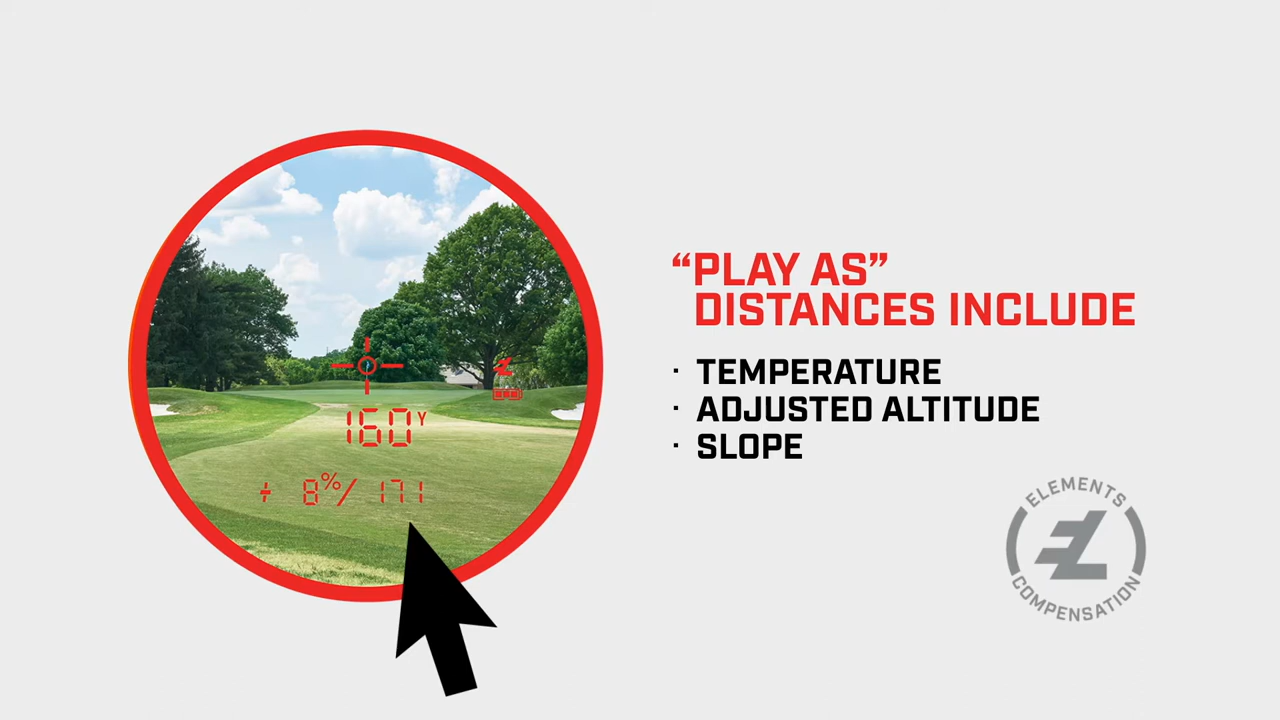 160Y
+ 8%/ 171
“PLAY AS”
DISTANCES INCLUDE
· TEMPERATURE
· ADJUSTED ALTITUDE
· SLOPE
ELEMENTS
COMPENSATION